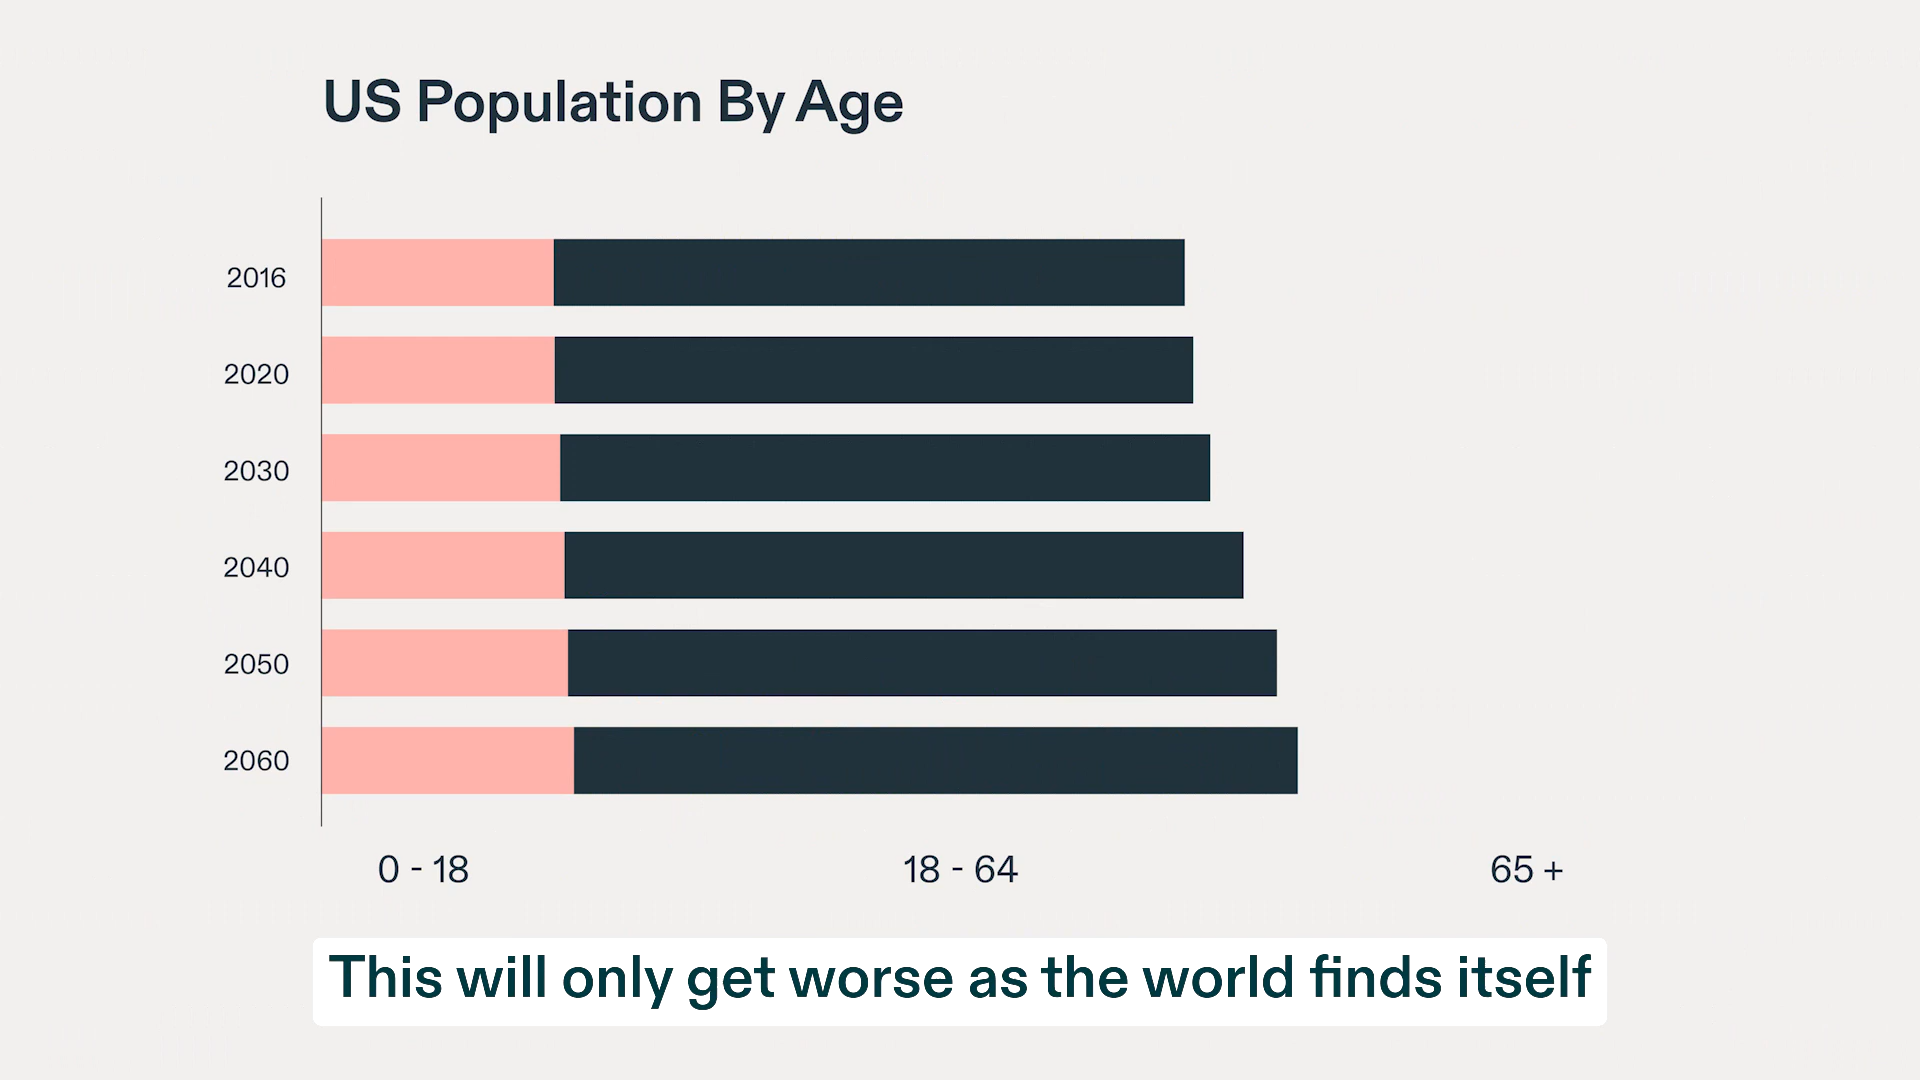 US Population By Age
2016
2020
2030
2040
2050
2060
0 - 18
18 - 64
65 +
This will only get worse as the world finds itself